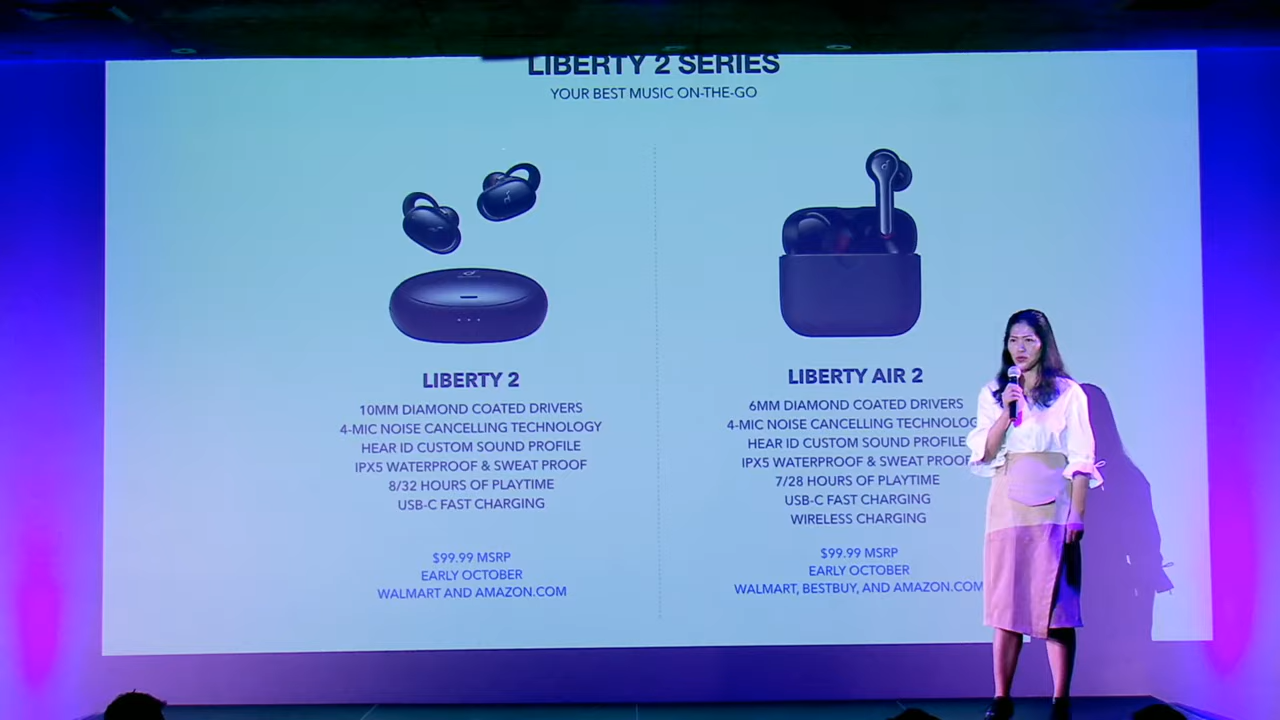 LIBERTY 2 SERIES
YOUR BEST MUSIC ON-THE-GO
LIBERTY 2
10MM DIAMOND COATED DRIVERS
4-MIC NOISE CANCELLING TECHNOLOGY
HEAR ID CUSTOM SOUND PROFILE
IPX5 WATERPROOF & SWEAT PROOF
8/32 HOURS OF PLAYTIME
USB-C FAST CHARGING
$99.99 MSRP
EARLY OCTOBER
WALMART AND AMAZON.COM
LIBERTY AIR 2
6MM DIAMOND COATED DRIVERS
4-MIC NOISE CANCELLING TECHNOLOG
HEAR ID CUSTOM SOUND PROFILE
IPX5 WATERPROOF & SWEAT PROOF
7/28 HOURS OF PLAYTIME
USB-C FAST CHARGING
WIRELESS CHARGING
$99.99 MSRP
EARLY OCTOBER
WALMART, BESTBUY, AND AMAZON.COM